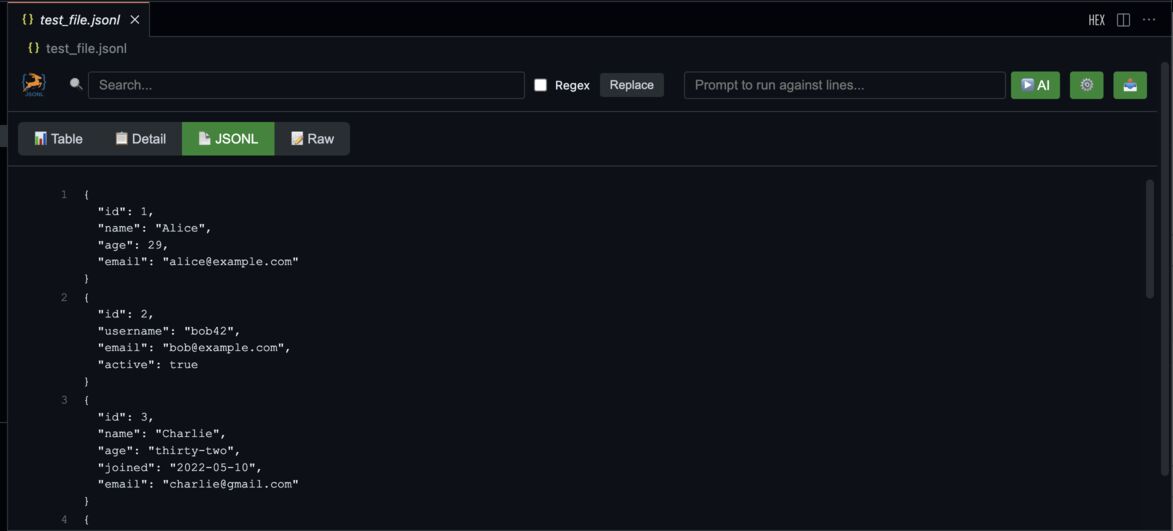 {} test_file.jsonl ×
HEX ···
{} test_file.jsonl
JSONL
Search...
Regex
Replace
Prompt to run against lines...
AI
Table
Detail
JSONL
Raw
1 {
"id": 1,
"name": "Alice",
"age": 29,
"email": "alice@example.com"
}
2 {
"id": 2,
"username": "bob42",
"email": "bob@example.com",
"active": true
}
3 {
"id": 3,
"name": "Charlie",
"age": "thirty-two",
"joined": "2022-05-10",
"email": "charlie@gmail.com"
}
4 {